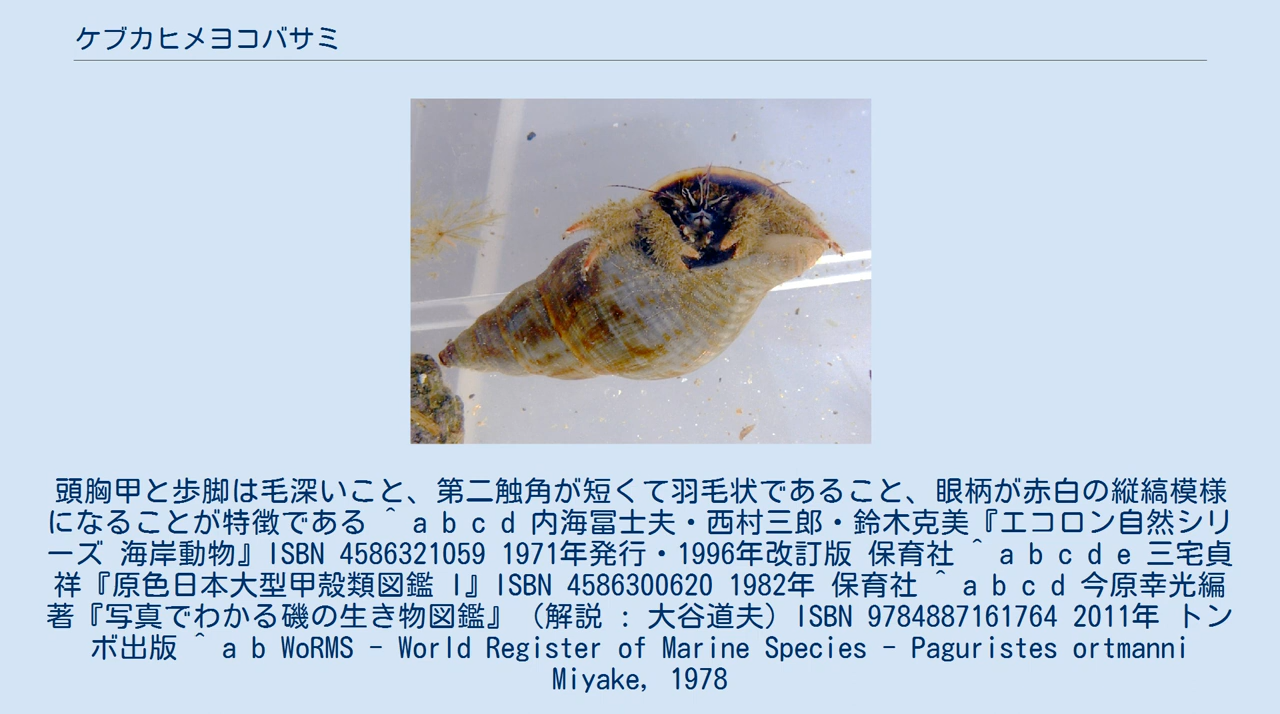 ケブカヒメヨコバサミ
頭胸甲と歩脚は毛深いこと、第二触角が短くて羽毛状であること、眼柄が赤白の縦縞模様
になることが特徴である ^ a b c d 内海冨士夫・西村三郎・鈴木克美『エコロン自然シリ
ーズ 海岸動物』ISBN 4586321059 1971年発行・1996年改訂版 保育社 ^ a b c d e 三宅貞
祥『原色日本大型甲殻類図鑑 I』ISBN 4586300620 1982年 保育社 ^ a b c d 今原幸光編
著『写真でわかる磯の生き物図鑑』（解説 : 大谷道夫）ISBN 9784887161764 2011年 トン
ボ出版 ^ a b WoRMS - World Register of Marine Species - Paguristes ortmanni
Miyake, 1978